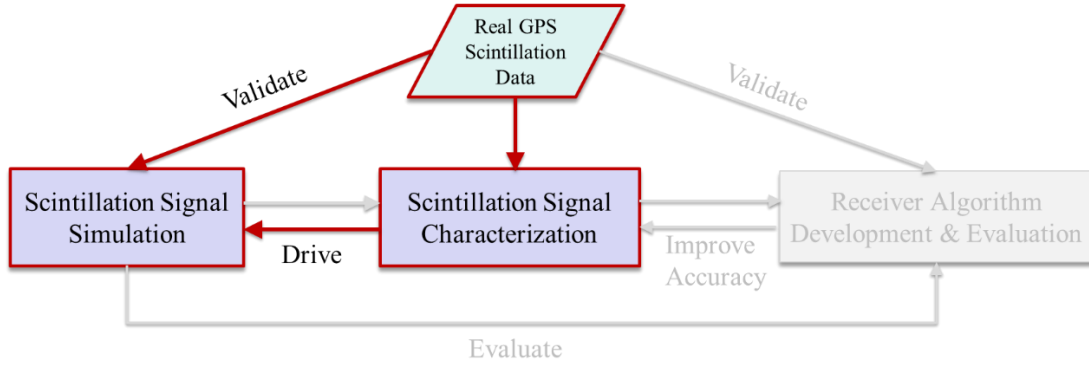 Real GPS
Scintillation
Data
Validate
Validate
Scintillation Signal
Simulation
Scintillation Signal
Characterization
Receiver Algorithm
Development & Evaluation
Drive
Improve
Accuracy
Evaluate